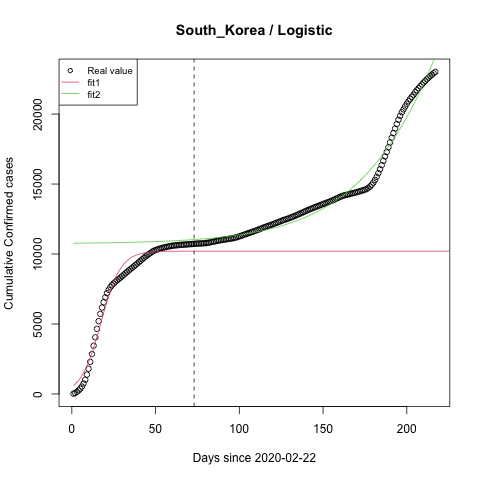 South_Korea / Logistic
Real value
fit1
fit2
Cumulative Confirmed cases
20000
15000
10000
5000
0
0 50 100 150 200
Days since 2020-02-22